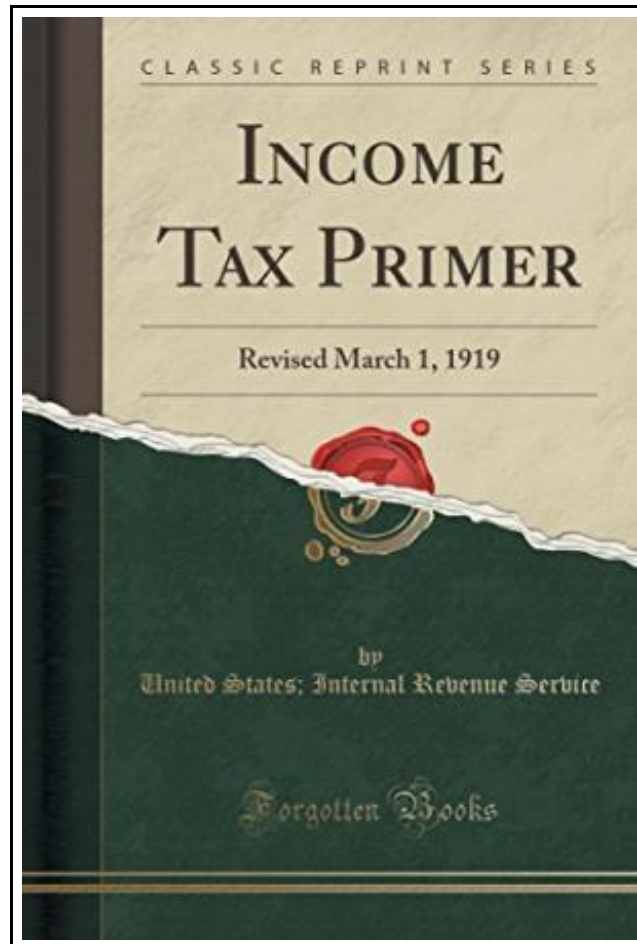 CLASSIC REPRINT SERIES
INCOME
TAX PRIMER
Revised March 1, 1919
by
United States; Internal Revenue Service
Forgotten Books